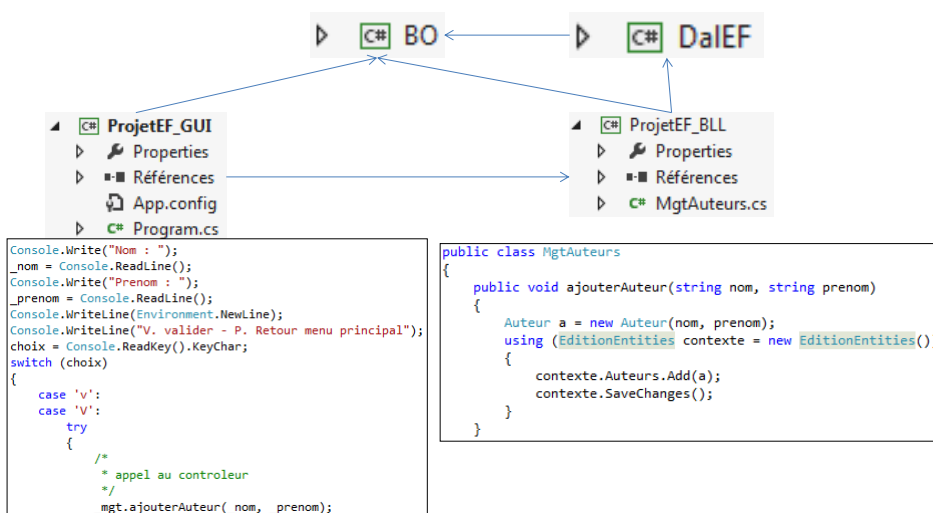 C# BO
C# DalEF
C# ProjetEF_GUI
Properties
Références
App.config
C# Program.cs
C# ProjetEF_BLL
Properties
Références
C# MgtAuteurs.cs
Console.Write("Nom : ");
_nom = Console.ReadLine();
Console.Write("Prenom : ");
_prenom = Console.ReadLine();
Console.WriteLine(Environment.NewLine);
Console.WriteLine("V. valider - P. Retour menu principal");
choix = Console.ReadKey().KeyChar;
switch (choix)
{
case 'v':
case 'V':
try
{
/*
* appel au controleur
*/
mgt.ajouterAuteur( nom, prenom);
public class MgtAuteurs
{
public void ajouterAuteur(string nom, string prenom)
{
Auteur a = new Auteur(nom, prenom);
using (EditionEntities contexte = new EditionEntities()
{
contexte.Auteurs.Add(a);
contexte.SaveChanges();
}
}